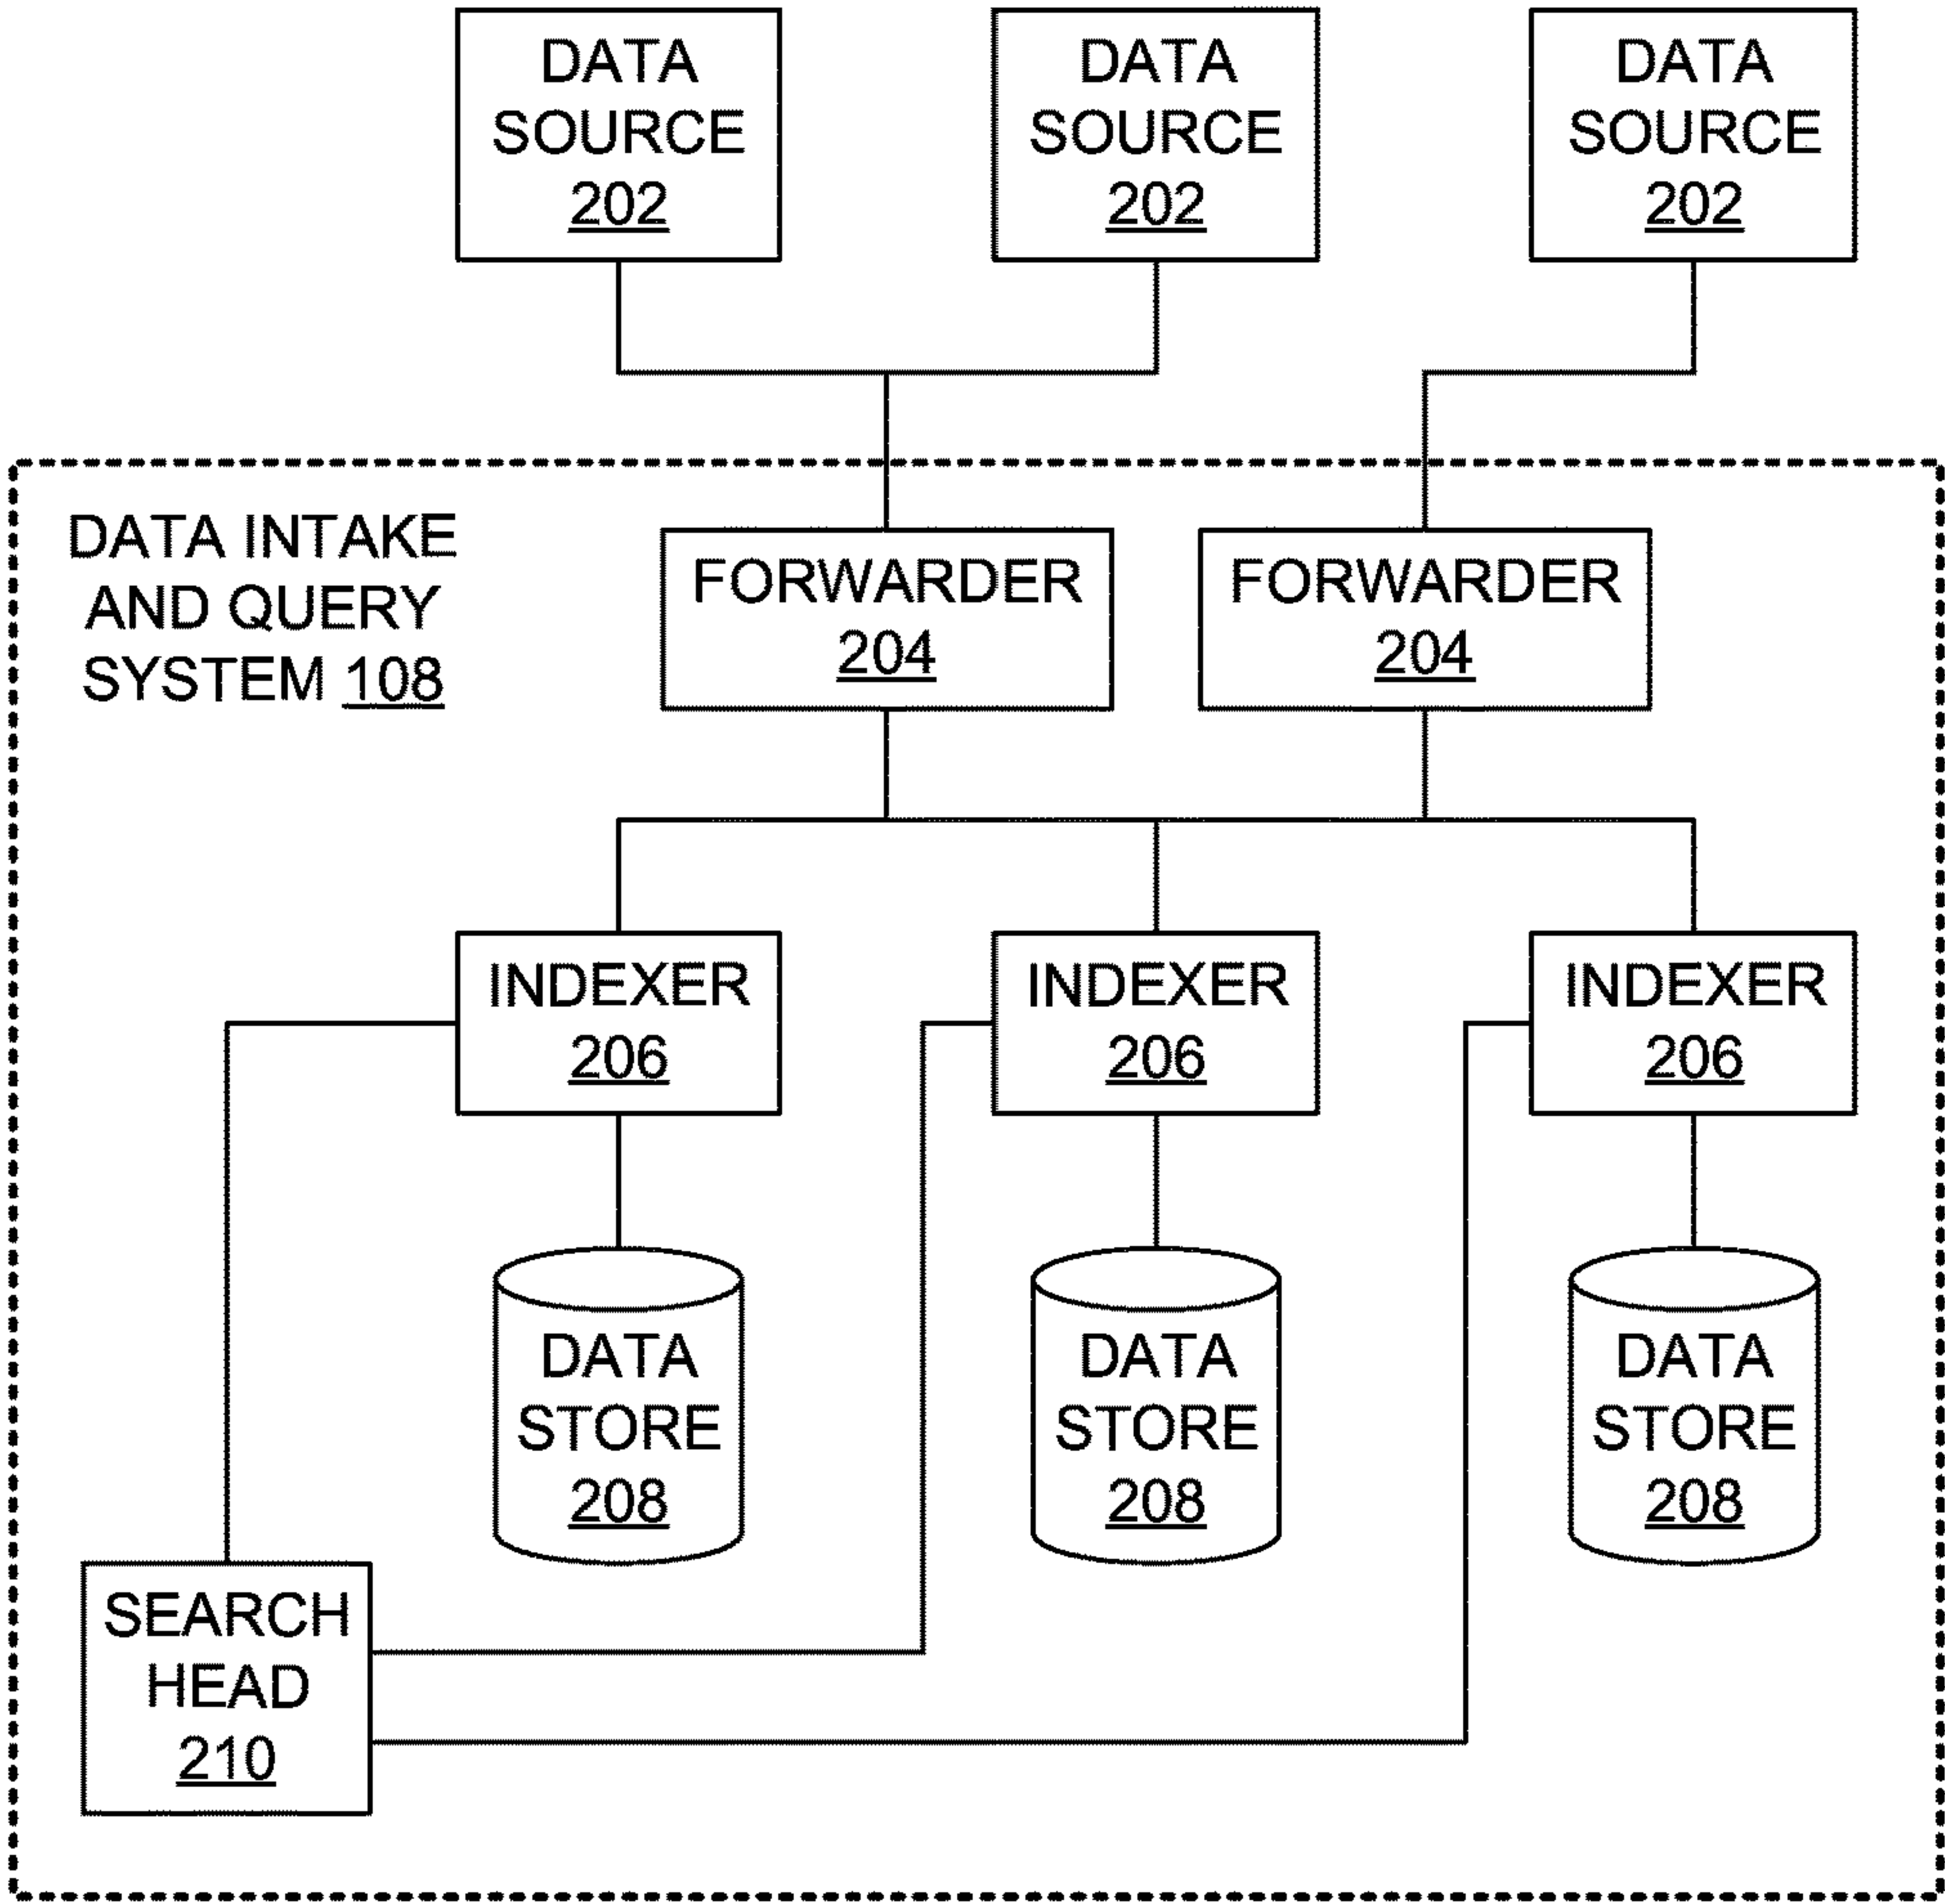 DATA
SOURCE
202
DATA
SOURCE
202
DATA
SOURCE
202
DATA INTAKE
AND QUERY
SYSTEM 108
FORWARDER
204
FORWARDER
204
INDEXER
206
INDEXER
206
INDEXER
206
DATA
STORE
208
DATA
STORE
208
DATA
STORE
208
SEARCH
HEAD
210